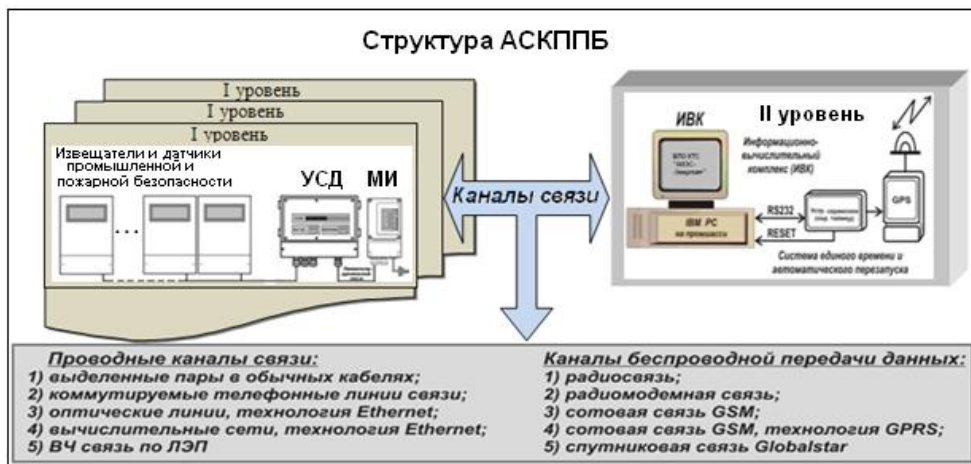 Структура АСКППБ
I уровень
I уровень
I уровень
Извещатели и датчики
промышленной и
пожарной безопасности
УСД
МИ
Каналы связи
II уровень
ИВК
Информационно-
вычислительный
комплекс (ИВК)
IBM PC
RS232
RESET
GPS
Система единого времени и
автоматического перезапуска
Проводные каналы связи:
1) выделенные пары в обычных кабелях;
2) коммутируемые телефонные линии связи;
3) оптические линии, технология Ethernet;
4) вычислительные сети, технология Ethernet;
5) ВЧ связь по ЛЭП
Каналы беспроводной передачи данных:
1) радиосвязь;
2) радиомодемная связь;
3) сотовая связь GSM;
4) сотовая связь GSM, технология GPRS;
5) спутниковая связь Globalstar